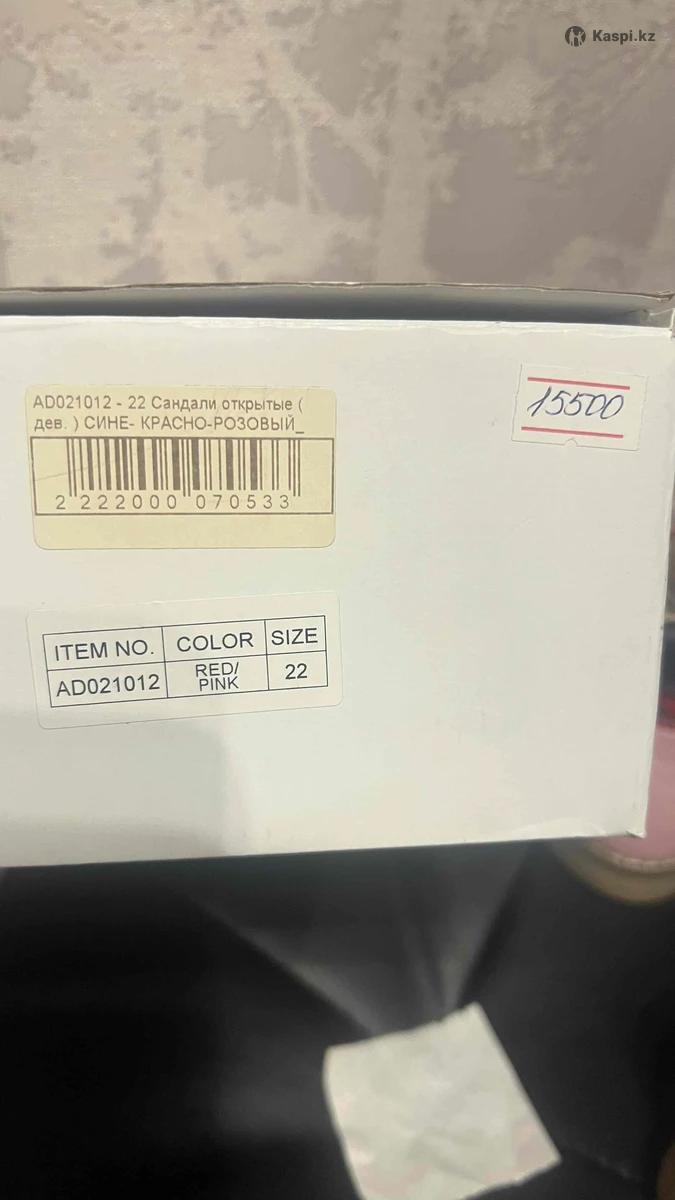 Kaspi.kz
AD021012 - 22 Сандали открытые (
дев. ) СИНЕ- КРАСНО-РОЗОВЫЙ_
2 222000 070533
15500
ITEM NO. COLOR SIZE
AD021012 RED/ 22
PINK